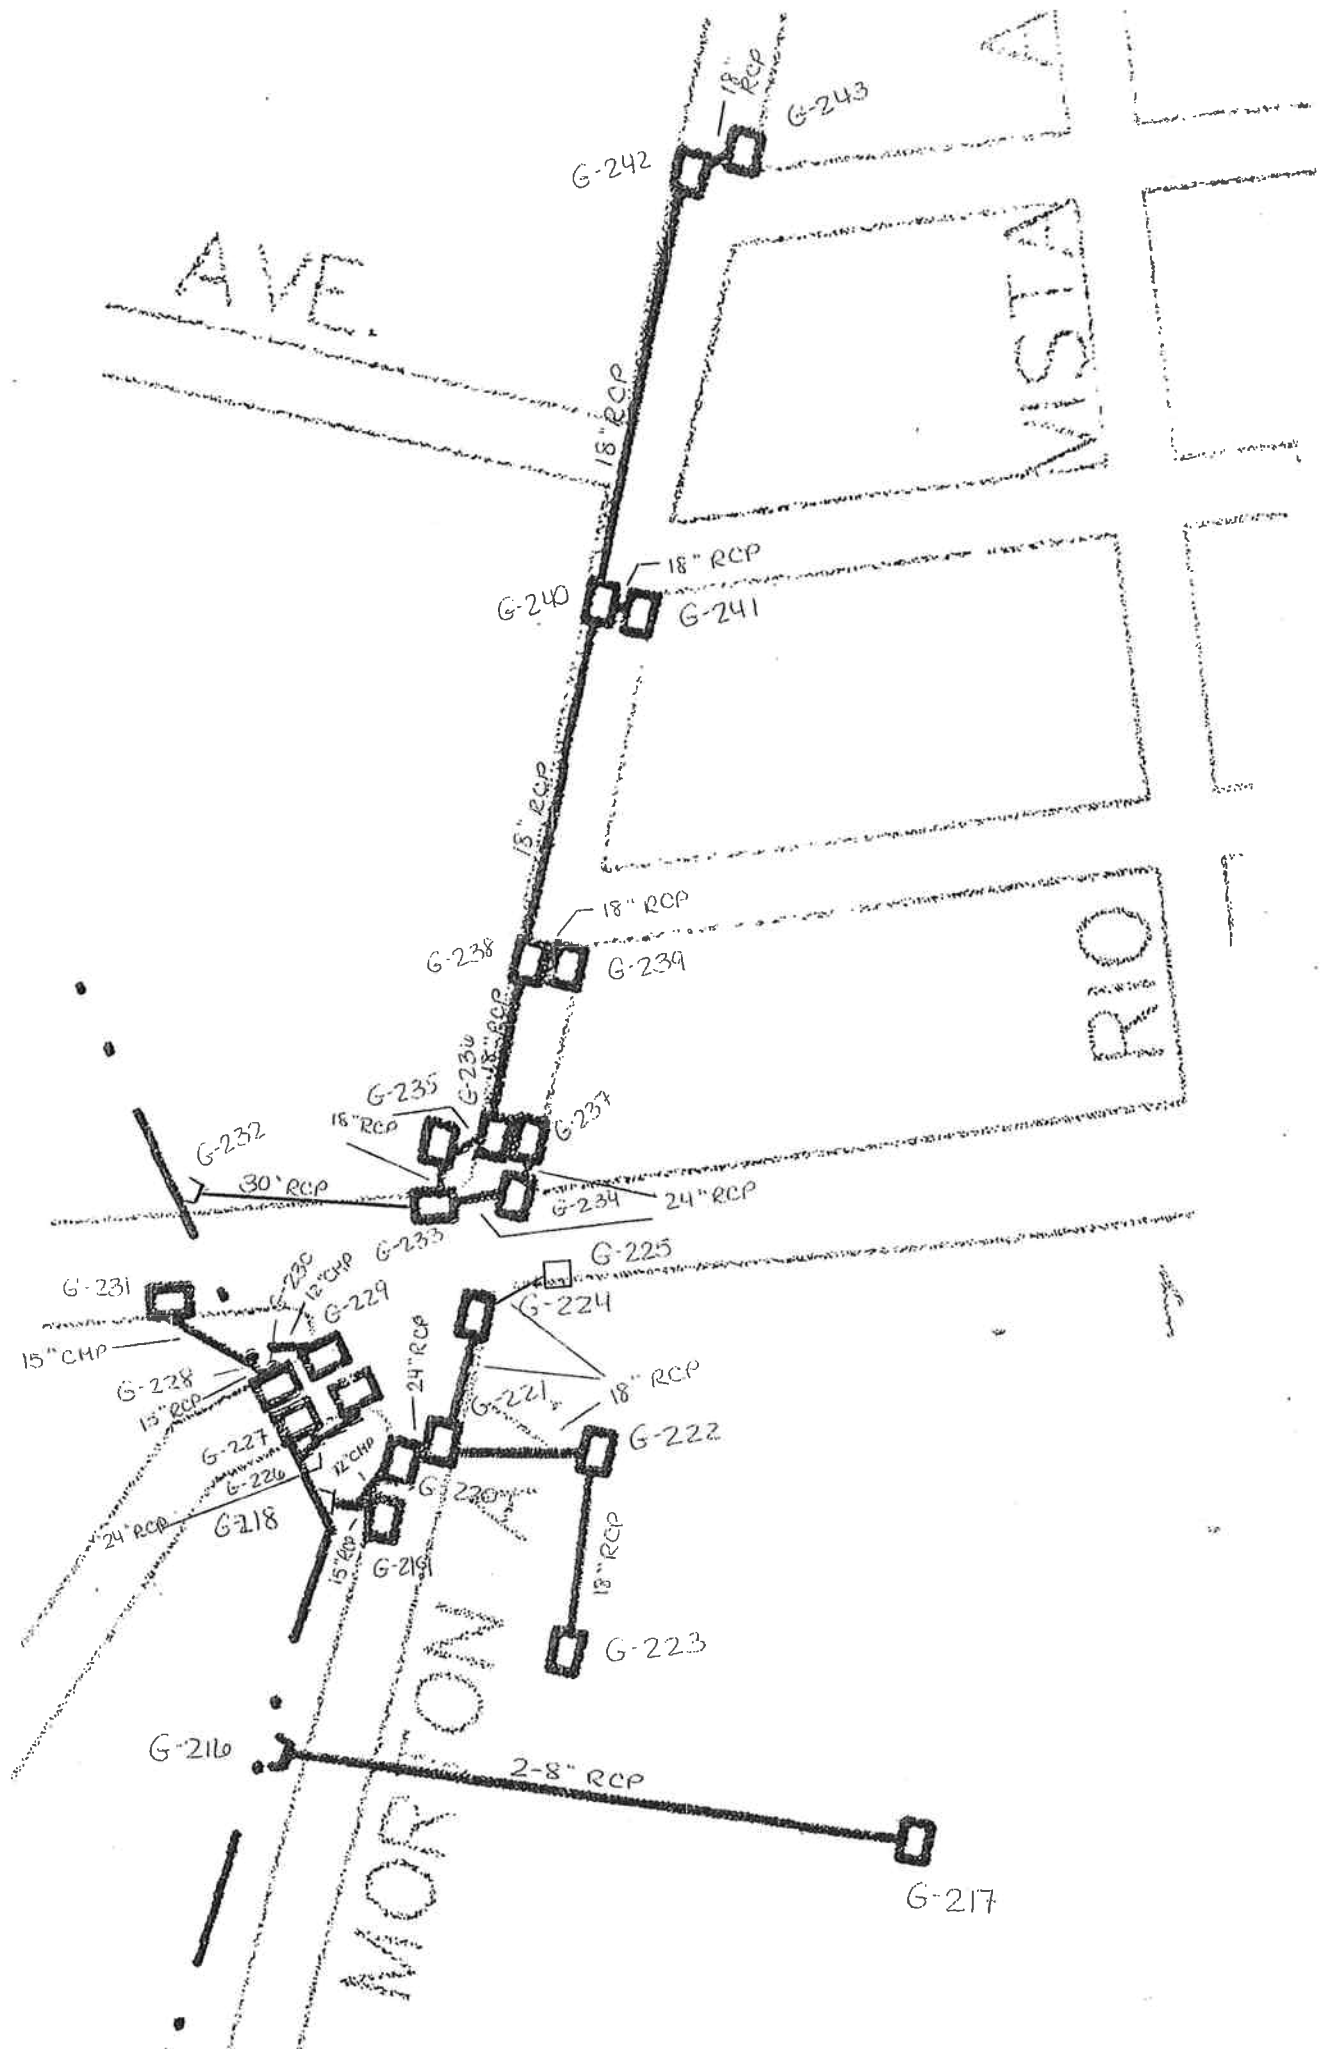 18" RCP
G-243
G-242
A
AVE.
VISTA
18" RCP
18" RCP
G-240
G-241
18" RCP
18" RCP
G-238
G-239
RIO
18" RCP
G-236
G-235
18" RCP
G-237
G-232
30" RCP
G-234
24" RCP
G-233
G-225
G-231
G-230
12" CMP
G-229
G-224
15" CMP
24" RCP
G-228
15" RCP
G-221
18" RCP
G-222
G-227
12" CMP
G-226
G-220
24" RCP
G-218
15" RCP
G-219
18" RCP
G-223
MORTON A
G-216
2-8" RCP
G-217